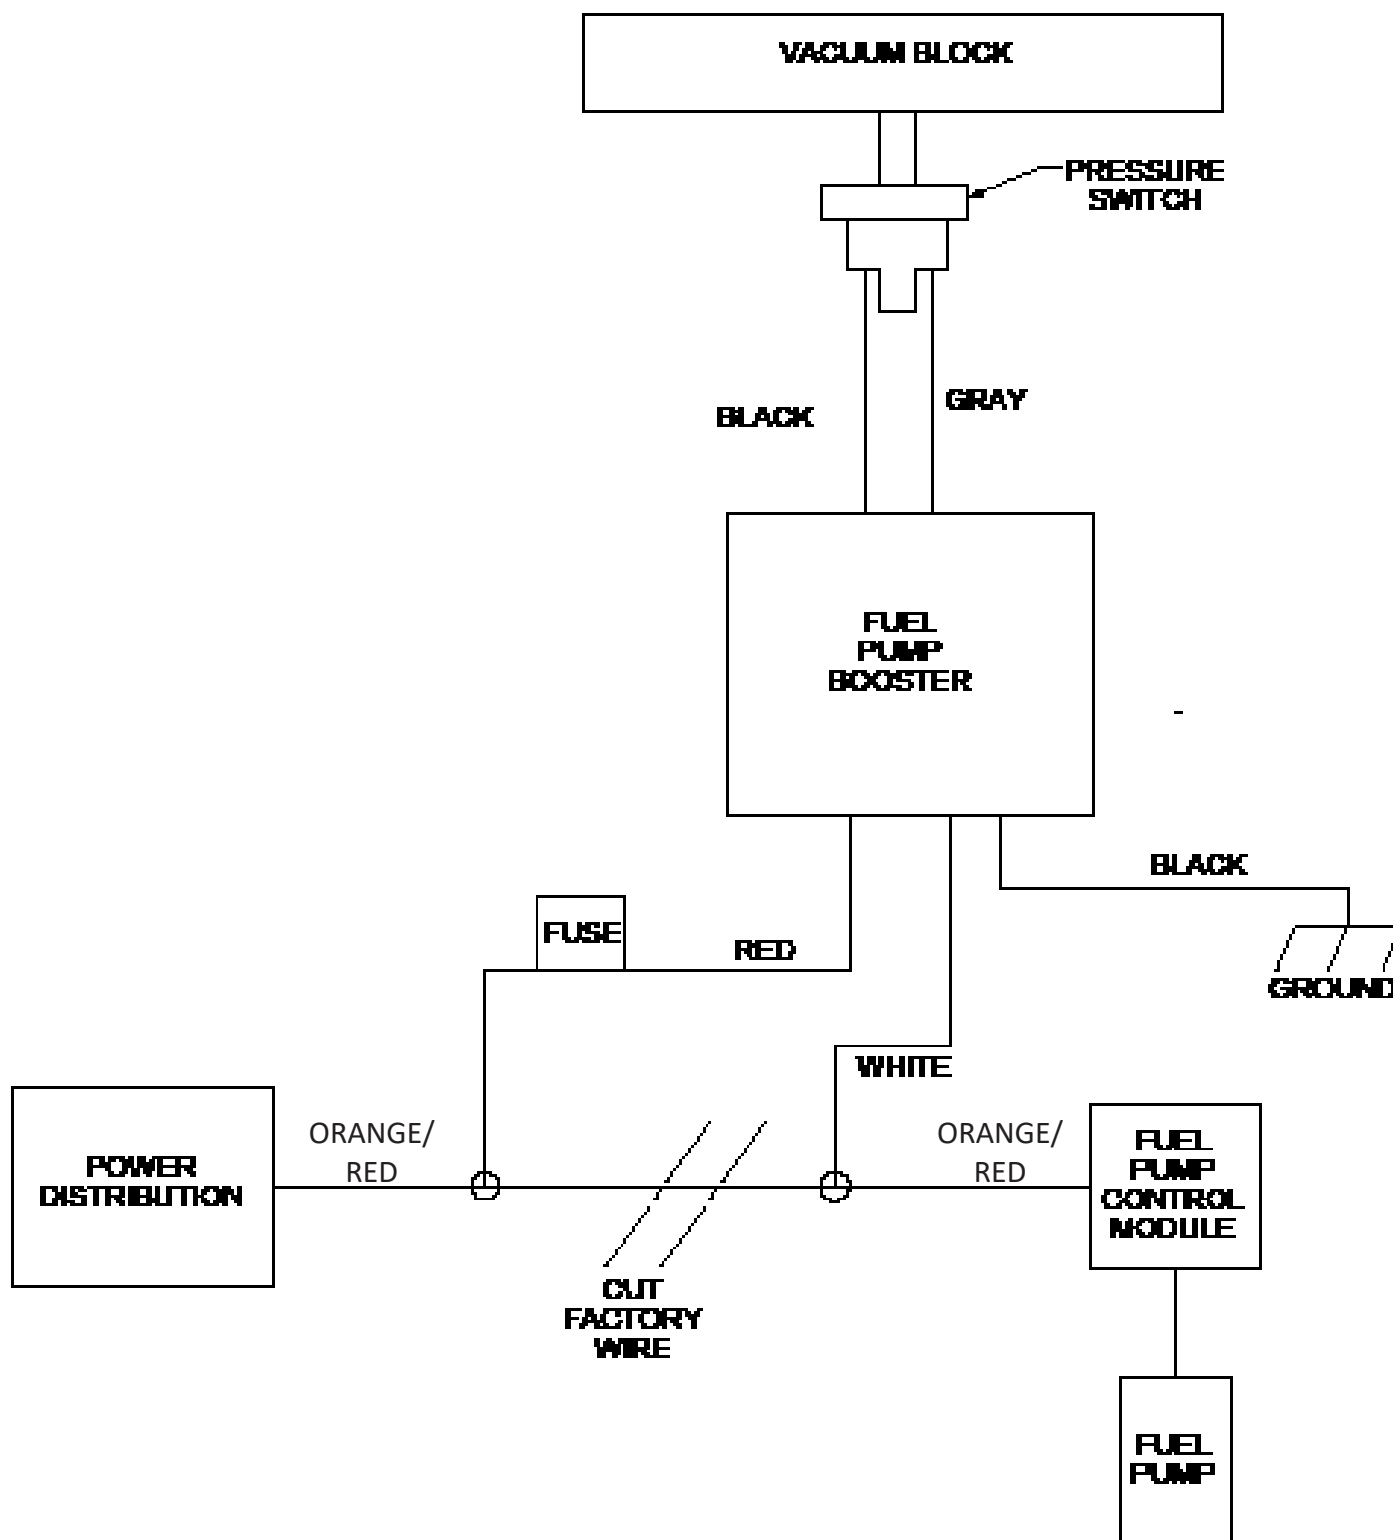 VACUUM BLOCK
PRESSURE
SWITCH
GRAY
BLACK
FUEL
PUMP
BOOSTER
BLACK
FUSE
RED
GROUND
WHITE
ORANGE/
RED
ORANGE/
RED
POWER
DISTRIBUTION
FUEL
PUMP
CONTROL
MODULE
CUT
FACTORY
WIRE
FUEL
PUMP